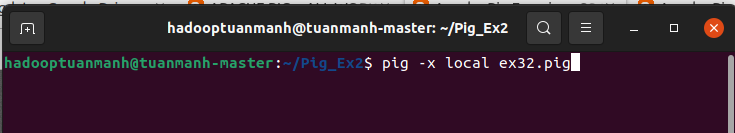 hadooptuanmanh@tuanmanh-master: ~/Pig_Ex2
hadooptuanmanh@tuanmanh-master:~/Pig_Ex2$ pig -x local ex32.pig